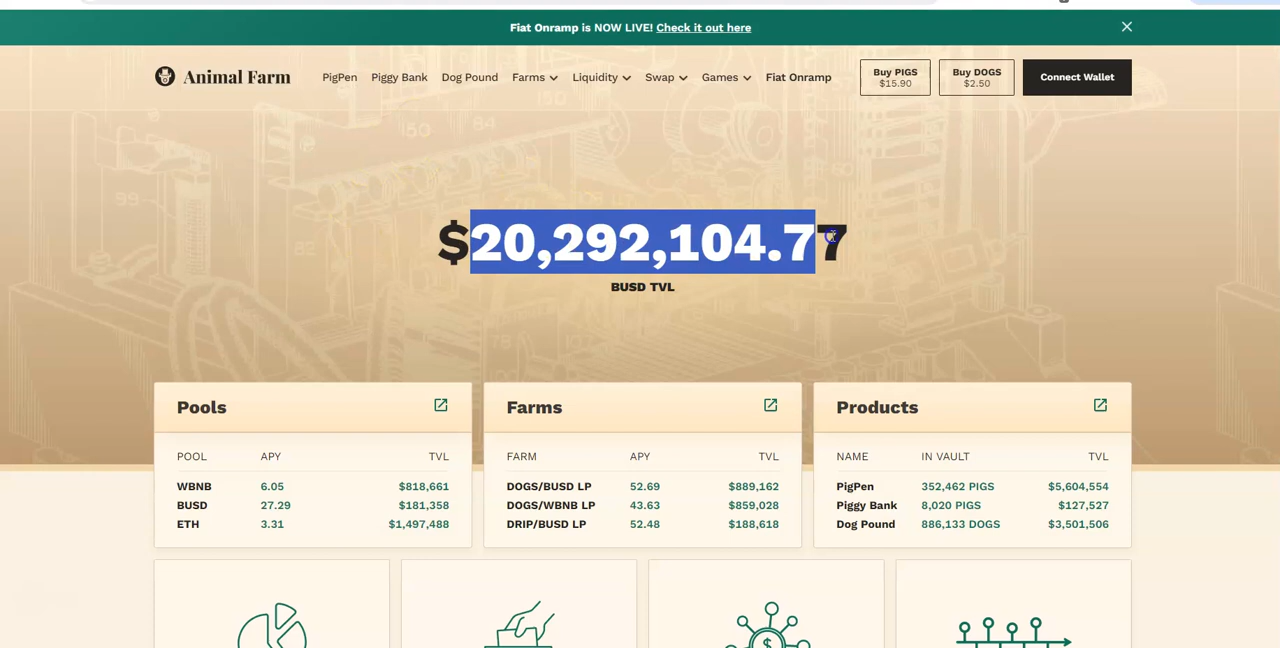 Fiat Onramp is NOW LIVE! Check it out here
Animal Farm PigPen Piggy Bank Dog Pound Farms Liquidity Swap Games Fiat Onramp
Buy PIGS
$15.90
Buy DOGS
$2.50
Connect Wallet
99 150 84 82 78
$20,292,104.77
BUSD TVL
Pools
POOL APY TVL
WBNB 6.05 $818,661
BUSD 27.29 $181,358
ETH 3.31 $1,497,488
Farms
FARM APY TVL
DOGS/BUSD LP 52.69 $889,162
DOGS/WBNB LP 43.63 $859,028
DRIP/BUSD LP 52.48 $188,618
Products
NAME IN VAULT TVL
PigPen 352,462 PIGS $5,604,554
Piggy Bank 8,020 PIGS $127,527
Dog Pound 886,133 DOGS $3,501,506
$